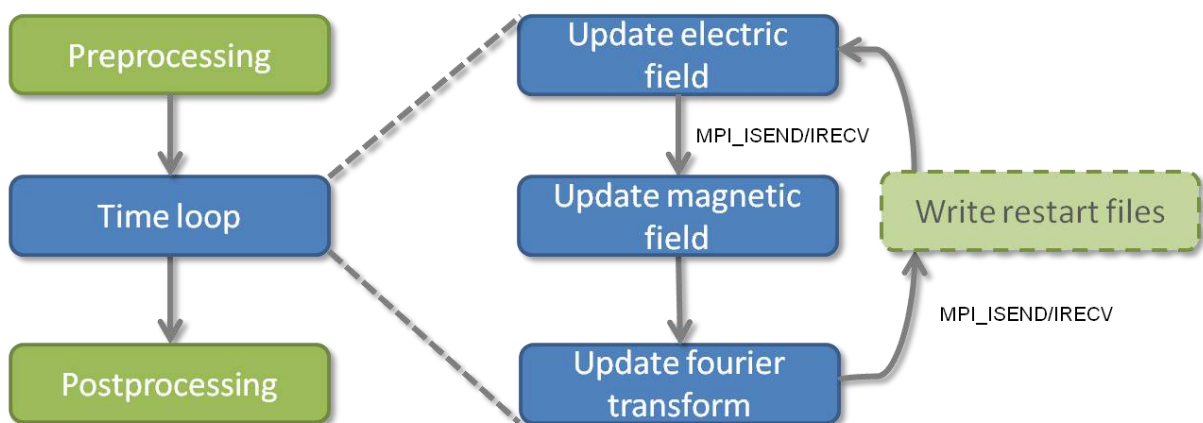 Preprocessing
Time loop
Postprocessing
Update electric
field
MPI_ISEND/IRECV
Update magnetic
field
Update fourier
transform
MPI_ISEND/IRECV
Write restart files